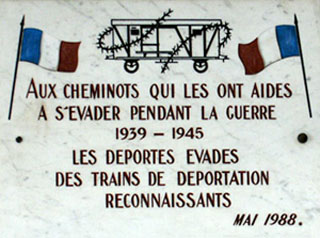 AUX CHEMINOTS QUI LES ONT AIDES
A S'EVADER PENDANT LA GUERRE
1939 - 1945
LES DEPORTES EVADES
DES TRAINS DE DEPORTATION
RECONNAISSANTS
MAI 1988.